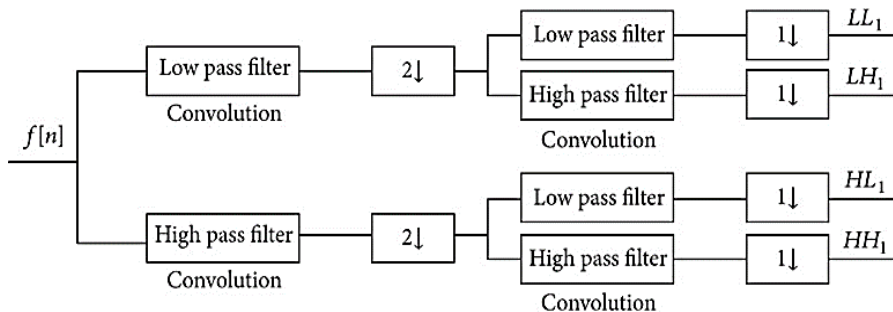 Low pass filter
1↓
LL₁
Low pass filter
2↓
Convolution
High pass filter
1↓
LH₁
Convolution
f[n]
Low pass filter
1↓
HL₁
High pass filter
2↓
Convolution
High pass filter
1↓
HH₁
Convolution